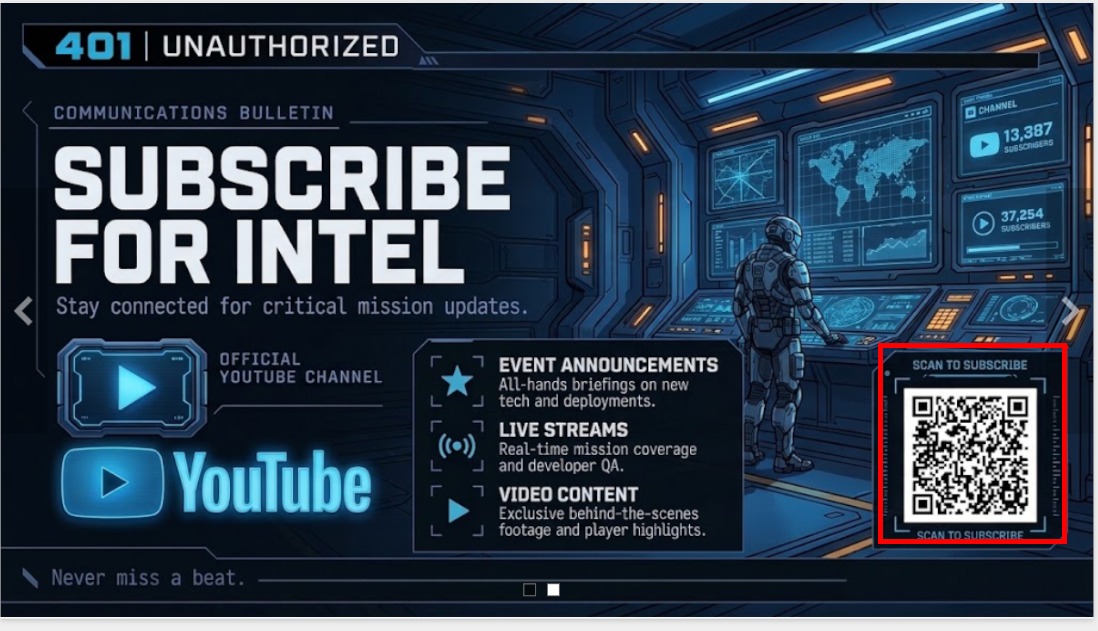 401 | UNAUTHORIZED
COMMUNICATIONS BULLETIN
SUBSCRIBE
FOR INTEL
Stay connected for critical mission updates.
OFFICIAL
YOUTUBE CHANNEL
YouTube
EVENT ANNOUNCEMENTS
All-hands briefings on new
tech and deployments.
LIVE STREAMS
Real-time mission coverage
and developer QA.
VIDEO CONTENT
Exclusive behind-the-scenes
footage and player highlights.
CHANNEL
13,387
SUBSCRIBERS
37,254
SUBSCRIBERS
SCAN TO SUBSCRIBE
SCAN TO SUBSCRIBE
Never miss a beat.